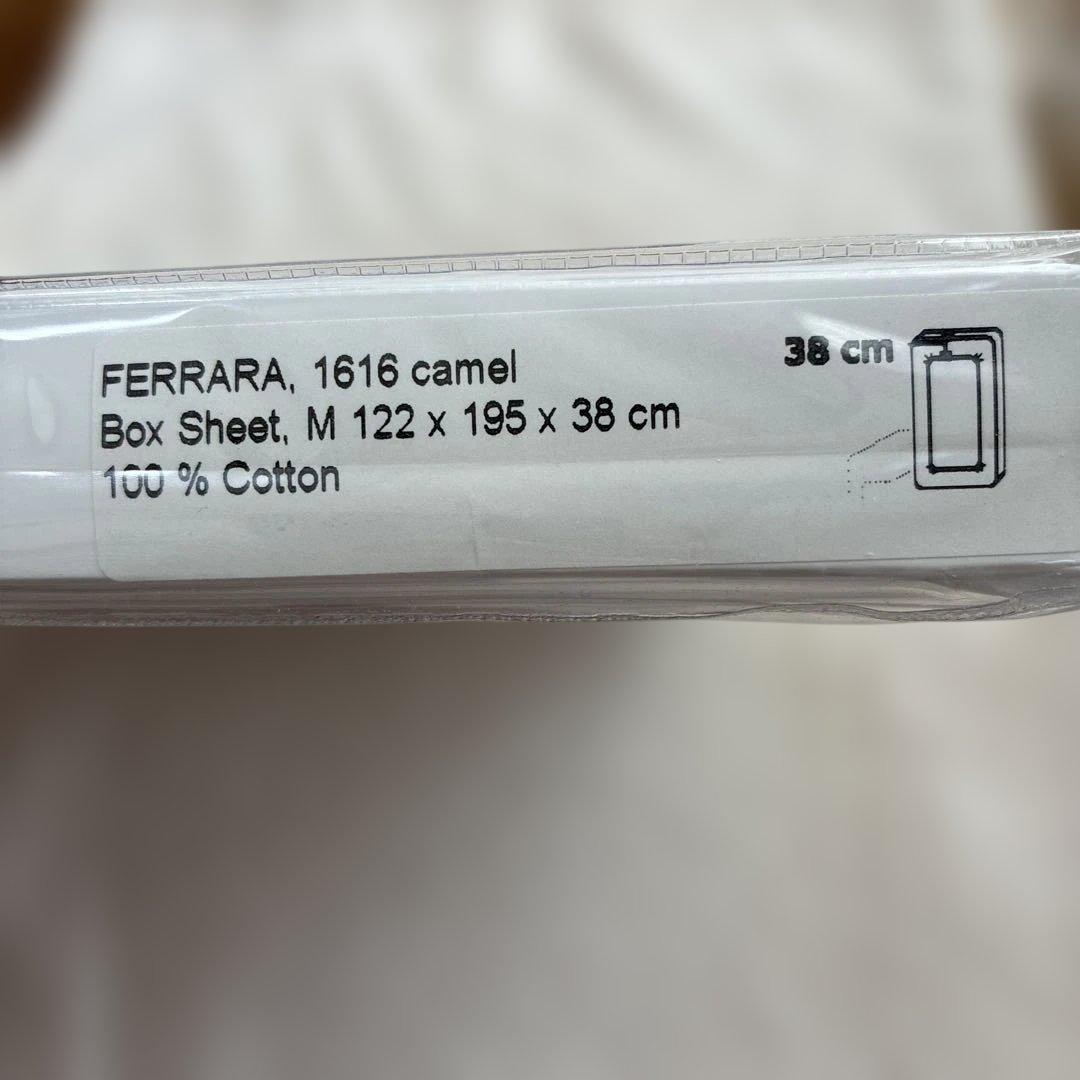 FERRARA, 1616 camel
Box Sheet, M 122 x 195 x 38 cm
100 % Cotton
38 cm